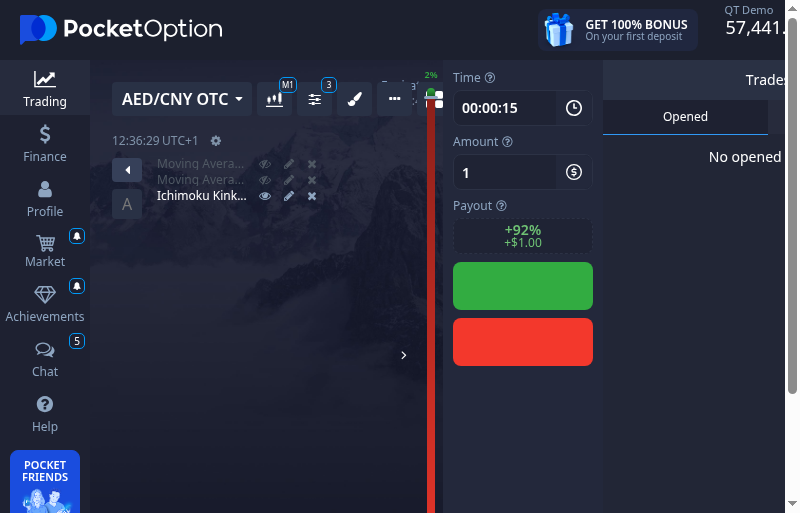 PocketOption
GET 100% BONUS
On your first deposit
QT Demo
57,441.
Trading
Finance
Profile
Market
Achievements
5
Chat
Help
POCKET
FRIENDS
AED/CNY OTC
M1
3
2%
12:36:29 UTC+1
Moving Avera...
Moving Avera...
A
Ichimoku Kink...
Time
00:00:15
Amount
1
Payout
+92%
+$1.00
Trades
Opened
No opened